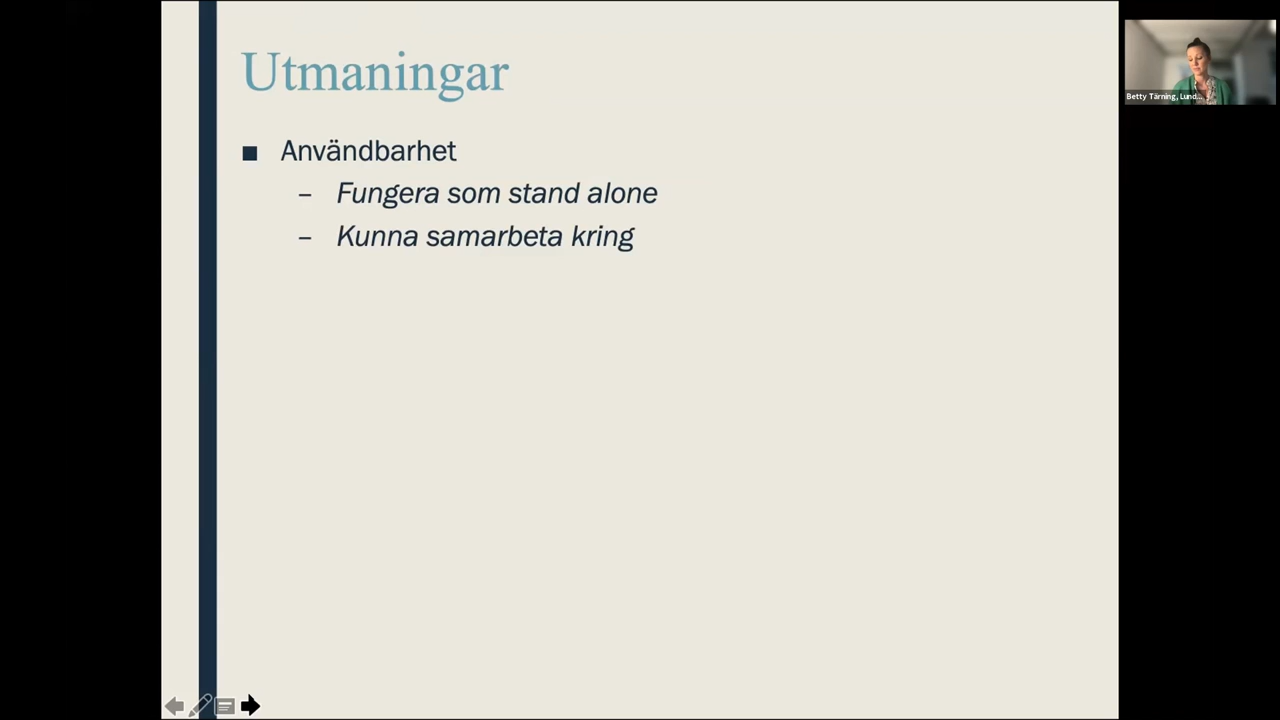 Utmaningar
■ Användbarhet
– Fungera som stand alone
– Kunna samarbeta kring
Betty Tärning, Lund...